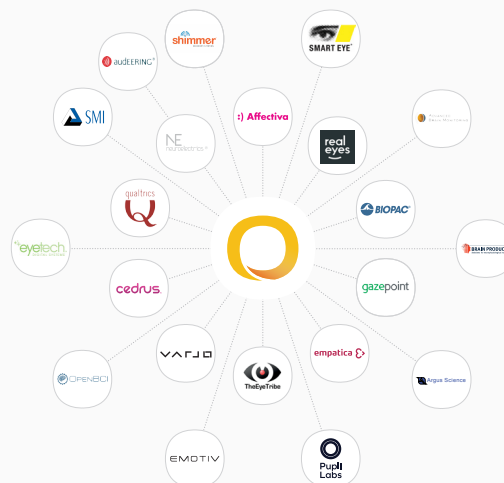 shimmer
SMART EYE
audEERING
:) Affectiva
SMI
NE
neuroelectrics
real
eyes
qualtrics
BIOPAC
eyetech
BRAIN PRODUC
cedrus
gazepoint
VARJO
empatica
TheEyeTribe
OPENBCI
Argus Science
EMOTIV
Pupil
Labs